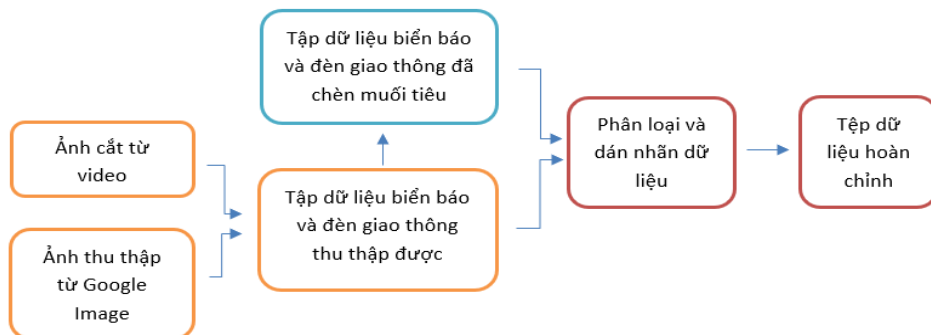 Ảnh cắt từ
video
Ảnh thu thập
từ Google
Image
Tập dữ liệu biển báo
và đèn giao thông đã
chèn muối tiêu
Tập dữ liệu biển báo
và đèn giao thông
thu thập được
Phân loại và
dán nhãn dữ
liệu
Tệp dữ
liệu hoàn
chỉnh